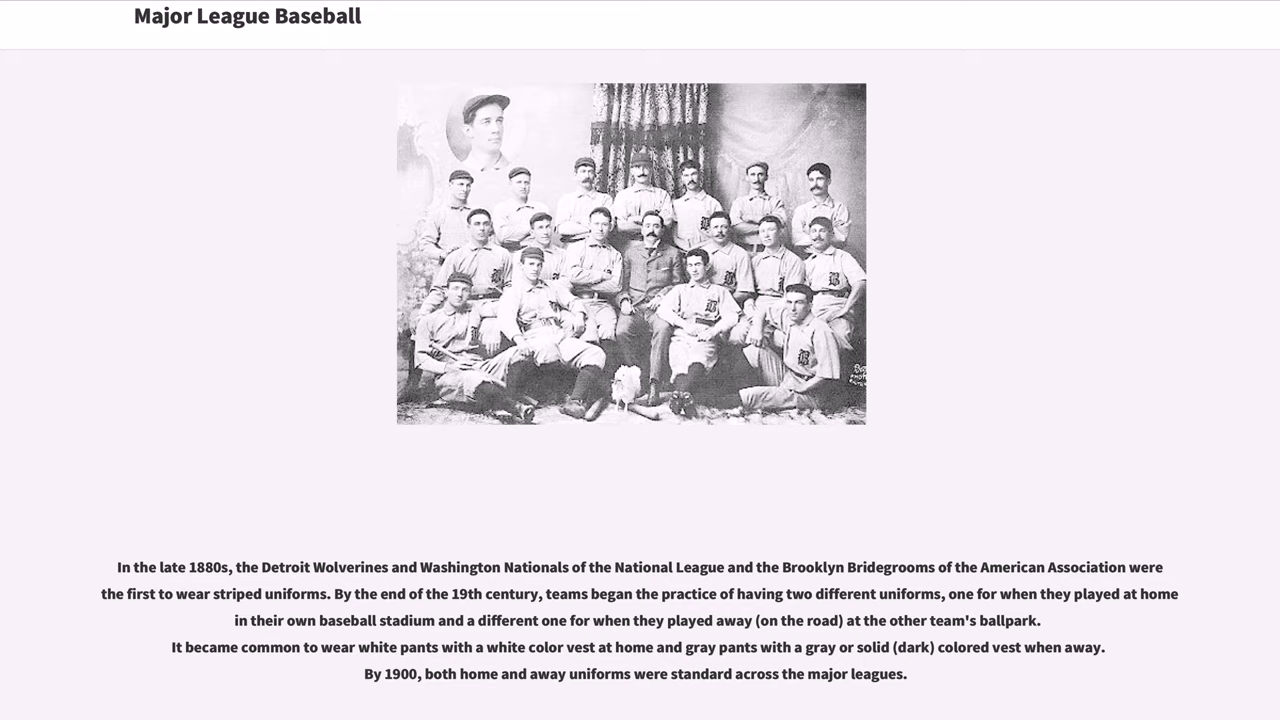 Major League Baseball
B
B
B
B
B
B
In the late 1880s, the Detroit Wolverines and Washington Nationals of the National League and the Brooklyn Bridegrooms of the American Association were
the first to wear striped uniforms. By the end of the 19th century, teams began the practice of having two different uniforms, one for when they played at home
in their own baseball stadium and a different one for when they played away (on the road) at the other team's ballpark.
It became common to wear white pants with a white color vest at home and gray pants with a gray or solid (dark) colored vest when away.
By 1900, both home and away uniforms were standard across the major leagues.